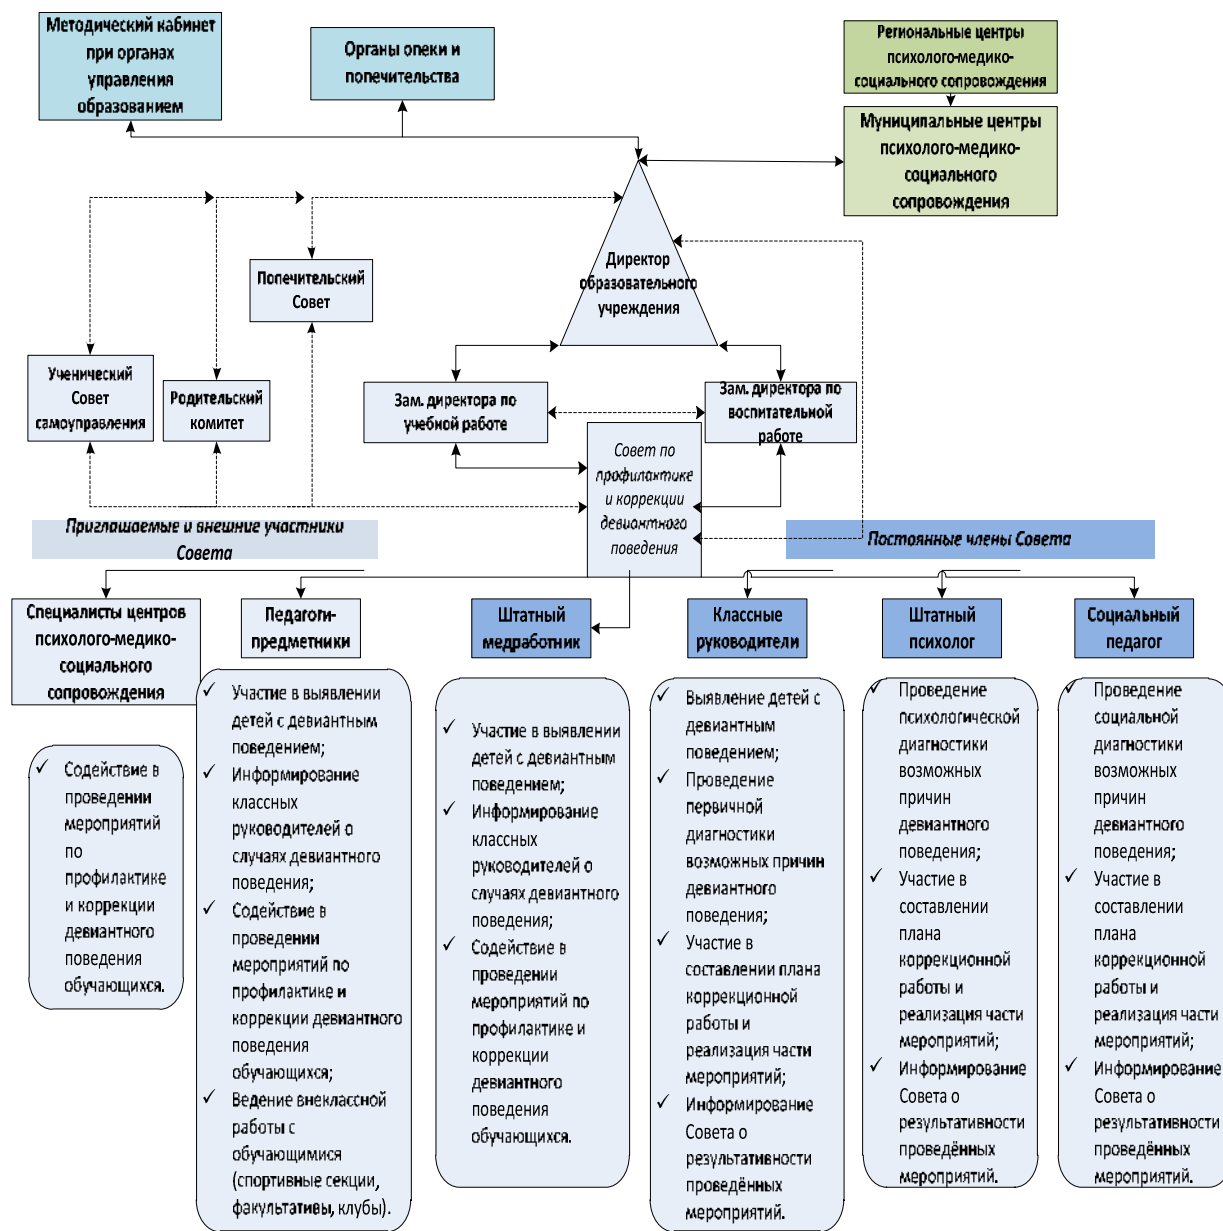 Методический кабинет
при органах
управления
образованием
Органы опеки и
попечительства
Региональные центры
психолого-медико-
социального сопровождения
Муниципальные центры
психолого-медико-
социального
сопровождения
Директор
образовательного
учреждения
Попечительский
Совет
Ученический
Совет
самоуправления
Родительский
комитет
Зам. директора по
учебной работе
Зам. директора по
воспитательной
работе
Совет по
профилактике
и коррекции
девиантного
поведения
Приглашаемые и внешние участники
Совета
Постоянные члены Совета
Специалисты центров
психолого-медико-
социального
сопровождения
Педагоги-
предметники
Штатный
медработник
Классные
руководители
Штатный
психолог
Социальный
педагог
✓ Содействие в
проведении
мероприятий
по
профилактике
и коррекции
девиантного
поведения
обучающихся.
✓ Участие в выявлении
детей с девиантным
поведением;
✓ Информирование
классных
руководителей о
случаях девиантного
поведения;
✓ Содействие в
проведении
мероприятий по
профилактике и
коррекции девиантного
поведения
обучающихся;
✓ Ведение внеклассной
работы с
обучающимися
(спортивные секции,
факультативы, клубы).
✓ Участие в выявлении
детей с девиантным
поведением;
✓ Информирование
классных
руководителей о
случаях девиантного
поведения;
✓ Содействие в
проведении
мероприятий по
профилактике и
коррекции
девиантного
поведения
обучающихся.
✓ Выявление детей с
девиантным
поведением;
✓ Проведение
первичной
диагностики
возможных причин
девиантного
поведения;
✓ Участие в
составлении плана
коррекционной
работы и
реализация части
мероприятий;
✓ Информирование
Совета о
результативности
проведённых
мероприятий.
✓ Проведение
психологической
диагностики
возможных
причин
девиантного
поведения;
✓ Участие в
составлении
плана
коррекционной
работы и
реализация части
мероприятий;
✓ Информирование
Совета о
результативности
проведённых
мероприятий.
✓ Проведение
социальной
диагностики
возможных
причин
девиантного
поведения;
✓ Участие в
составлении
плана
коррекционной
работы и
реализация части
мероприятий;
✓ Информирование
Совета о
результативности
проведённых
мероприятий.